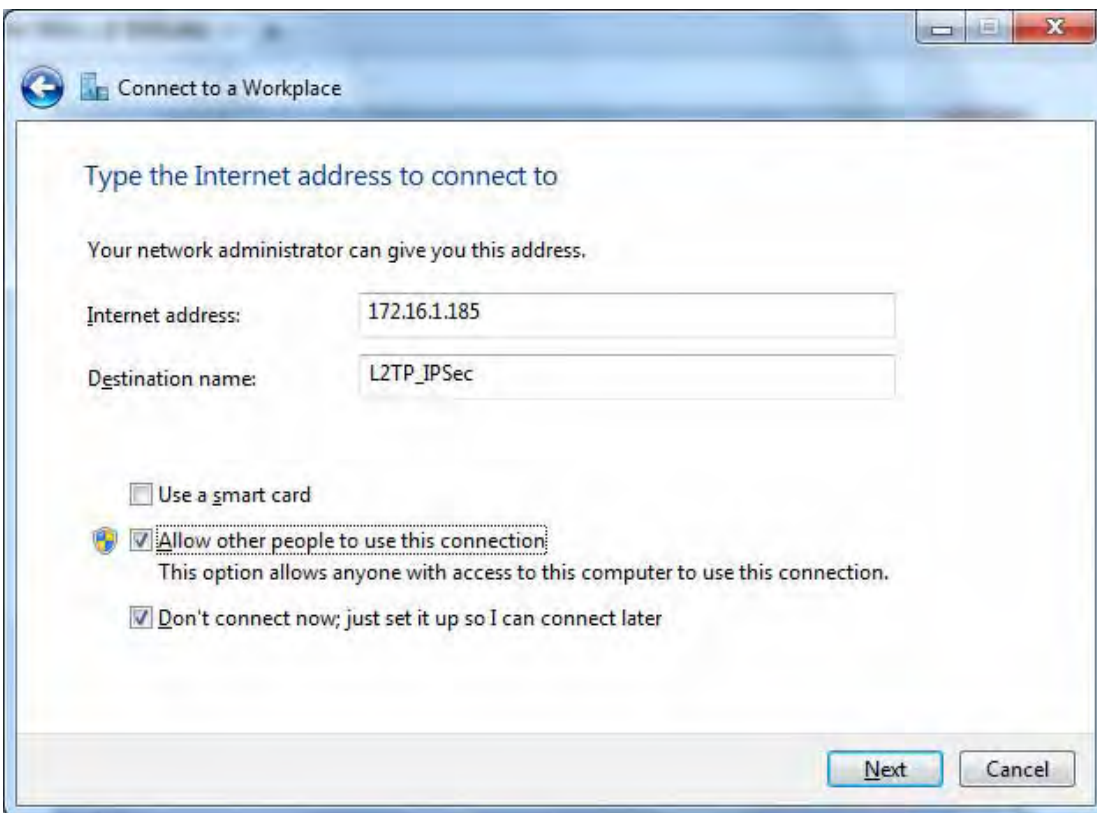 Connect to a Workplace
Type the Internet address to connect to
Your network administrator can give you this address.
Internet address: 172.16.1.185
Destination name: L2TP_IPSec
Use a smart card
Allow other people to use this connection
This option allows anyone with access to this computer to use this connection.
Don't connect now; just set it up so I can connect later
Next Cancel